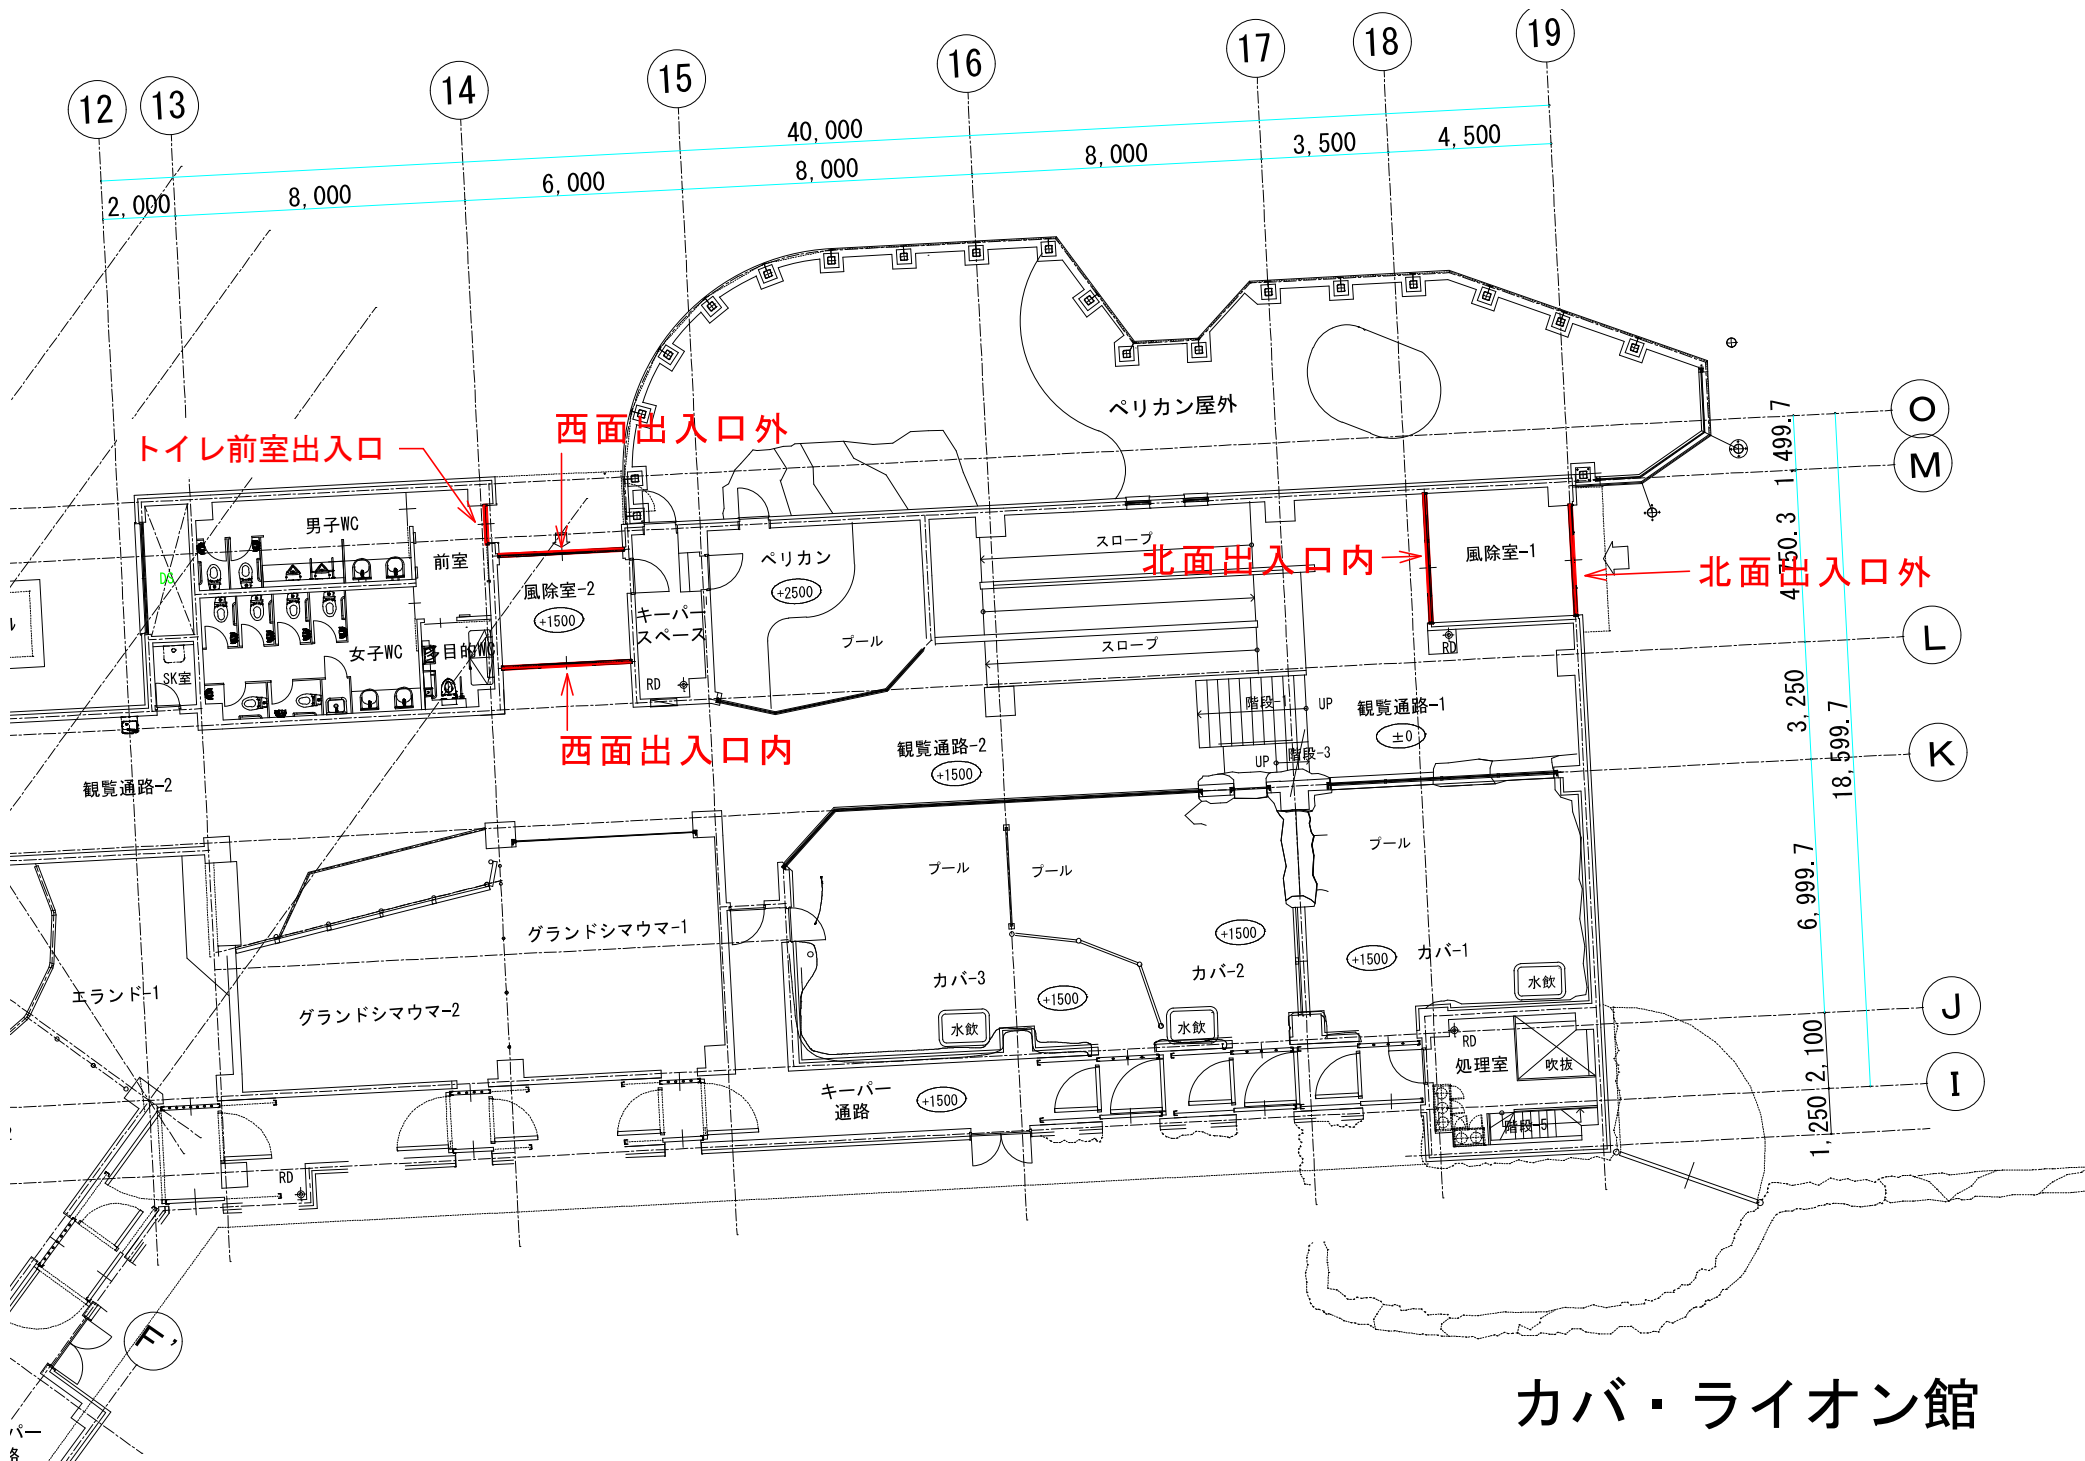 12
13
14
15
16
17
18
19
40,000
2,000
8,000
6,000
8,000
8,000
3,500
4,500
O
M
L
K
J
I
F'
1,499.7
4750.3
3,250
18,599.7
6,999.7
2,100
1,250
ペリカン屋外
西面出入口外
トイレ前室出入口
男子WC
前室
DS
風除室-2
+1500
女子WC
多目的WC
SK室
キーパー
スペース
RD
ペリカン
+2500
プール
スロープ
スロープ
北面出入口内
風除室-1
北面出入口外
RD
西面出入口内
観覧通路-2
観覧通路-2
+1500
階段-1
UP
UP
階段-3
観覧通路-1
±0
プール
プール
プール
エランド-1
グランドシマウマ-1
グランドシマウマ-2
カバ-3
+1500
水飲
カバ-2
+1500
水飲
カバ-1
+1500
水飲
キーパー
通路
+1500
RD
処理室
吹抜
階段-5
RD
カバ・ライオン館